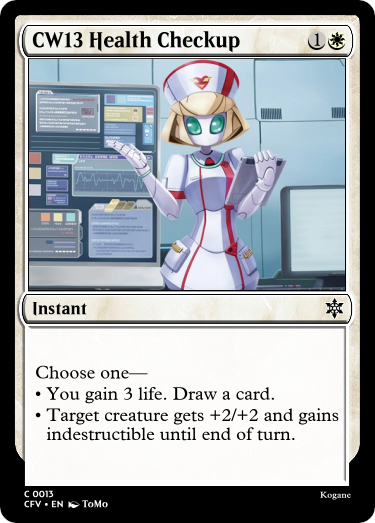 CW13 Health Checkup 1
Instant
Choose one—
• You gain 3 life. Draw a card.
• Target creature gets +2/+2 and gains
indestructible until end of turn.
C 0013
CFV • EN ToMo
Kogane